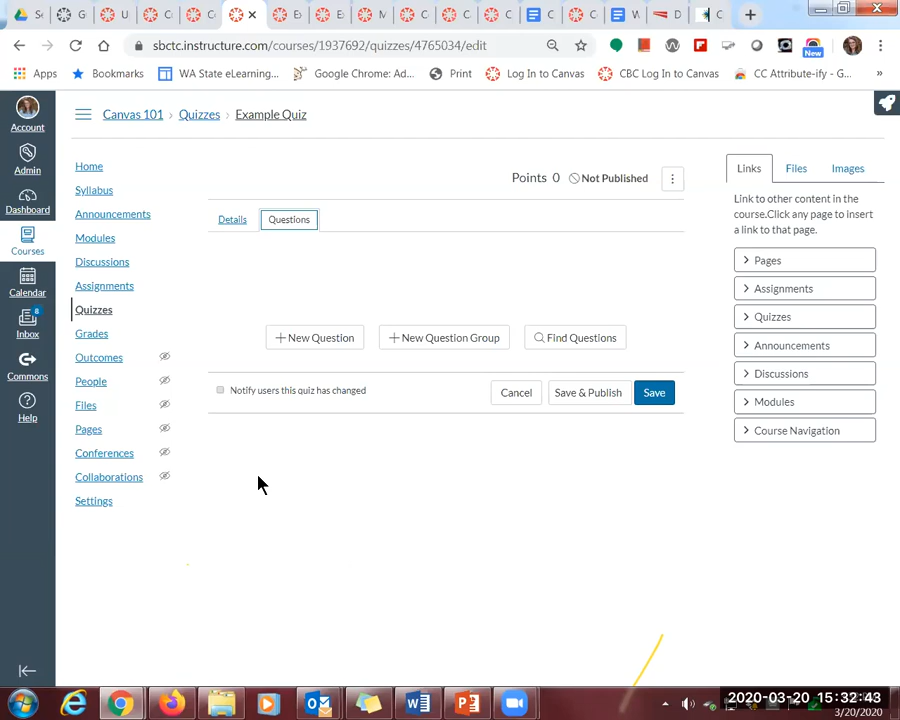 Se
G
U
C
C
Ex
E
M
C
C
C
C
C
W
D
C
sbctc.instructure.com/courses/1937692/quizzes/4765034/edit
New
Apps
Bookmarks
WA State eLearning...
Google Chrome: Ad...
Print
Log In to Canvas
CBC Log In to Canvas
CC Attribute-ify - G...
»
Account
Admin
Dashboard
Courses
Calendar
8
Inbox
Commons
Help
Canvas 101 › Quizzes › Example Quiz
Home
Syllabus
Announcements
Modules
Discussions
Assignments
Quizzes
Grades
Outcomes
People
Files
Pages
Conferences
Collaborations
Settings
Points 0 Not Published
Details Questions
+ New Question + New Question Group Find Questions
Notify users this quiz has changed
Cancel Save & Publish Save
Links Files Images
Link to other content in the
course.Click any page to insert
a link to that page.
Pages
Assignments
Quizzes
Announcements
Discussions
Modules
Course Navigation
2020-03-20 15:32:43
3/20/2020